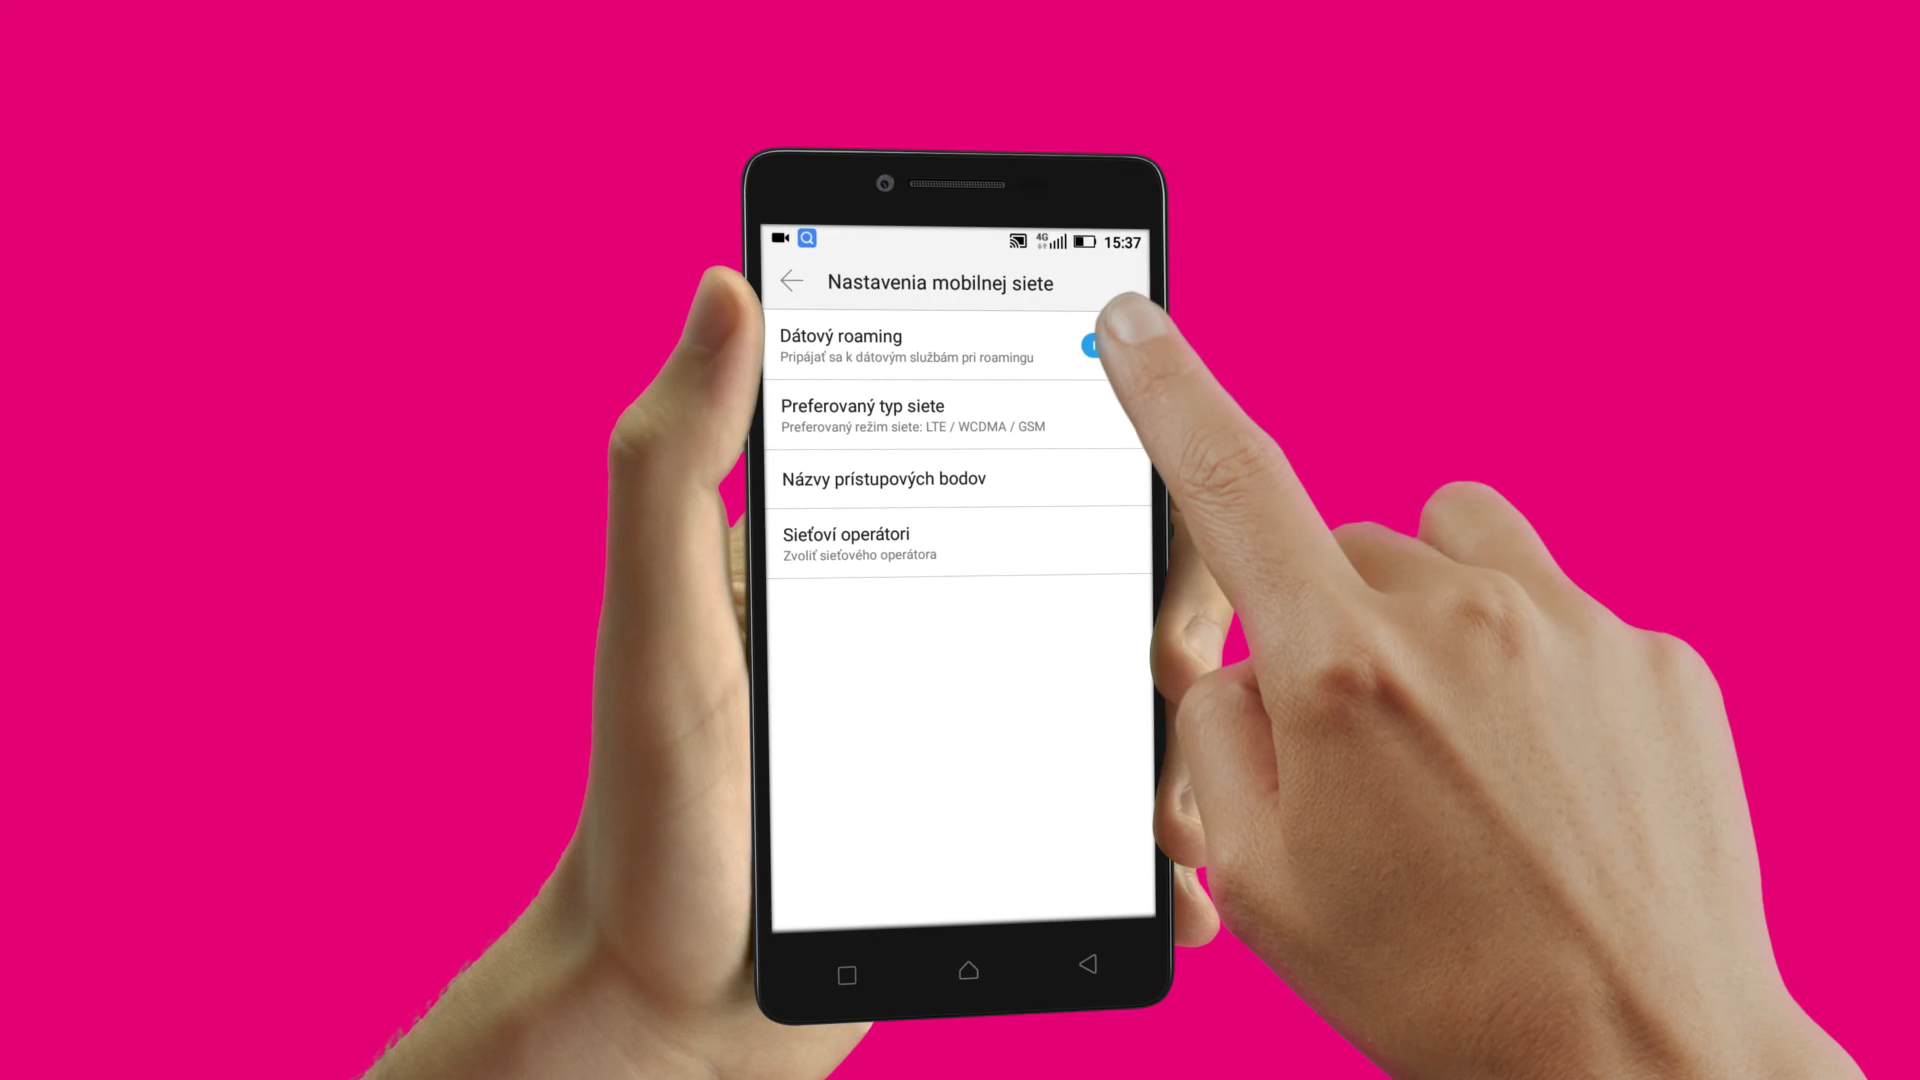 4G 15:37
Nastavenia mobilnej siete
Dátový roaming
Pripájať sa k dátovým službám pri roamingu
Preferovaný typ siete
Preferovaný režim siete: LTE / WCDMA / GSM
Názvy prístupových bodov
Sieťoví operátori
Zvoliť sieťového operátora